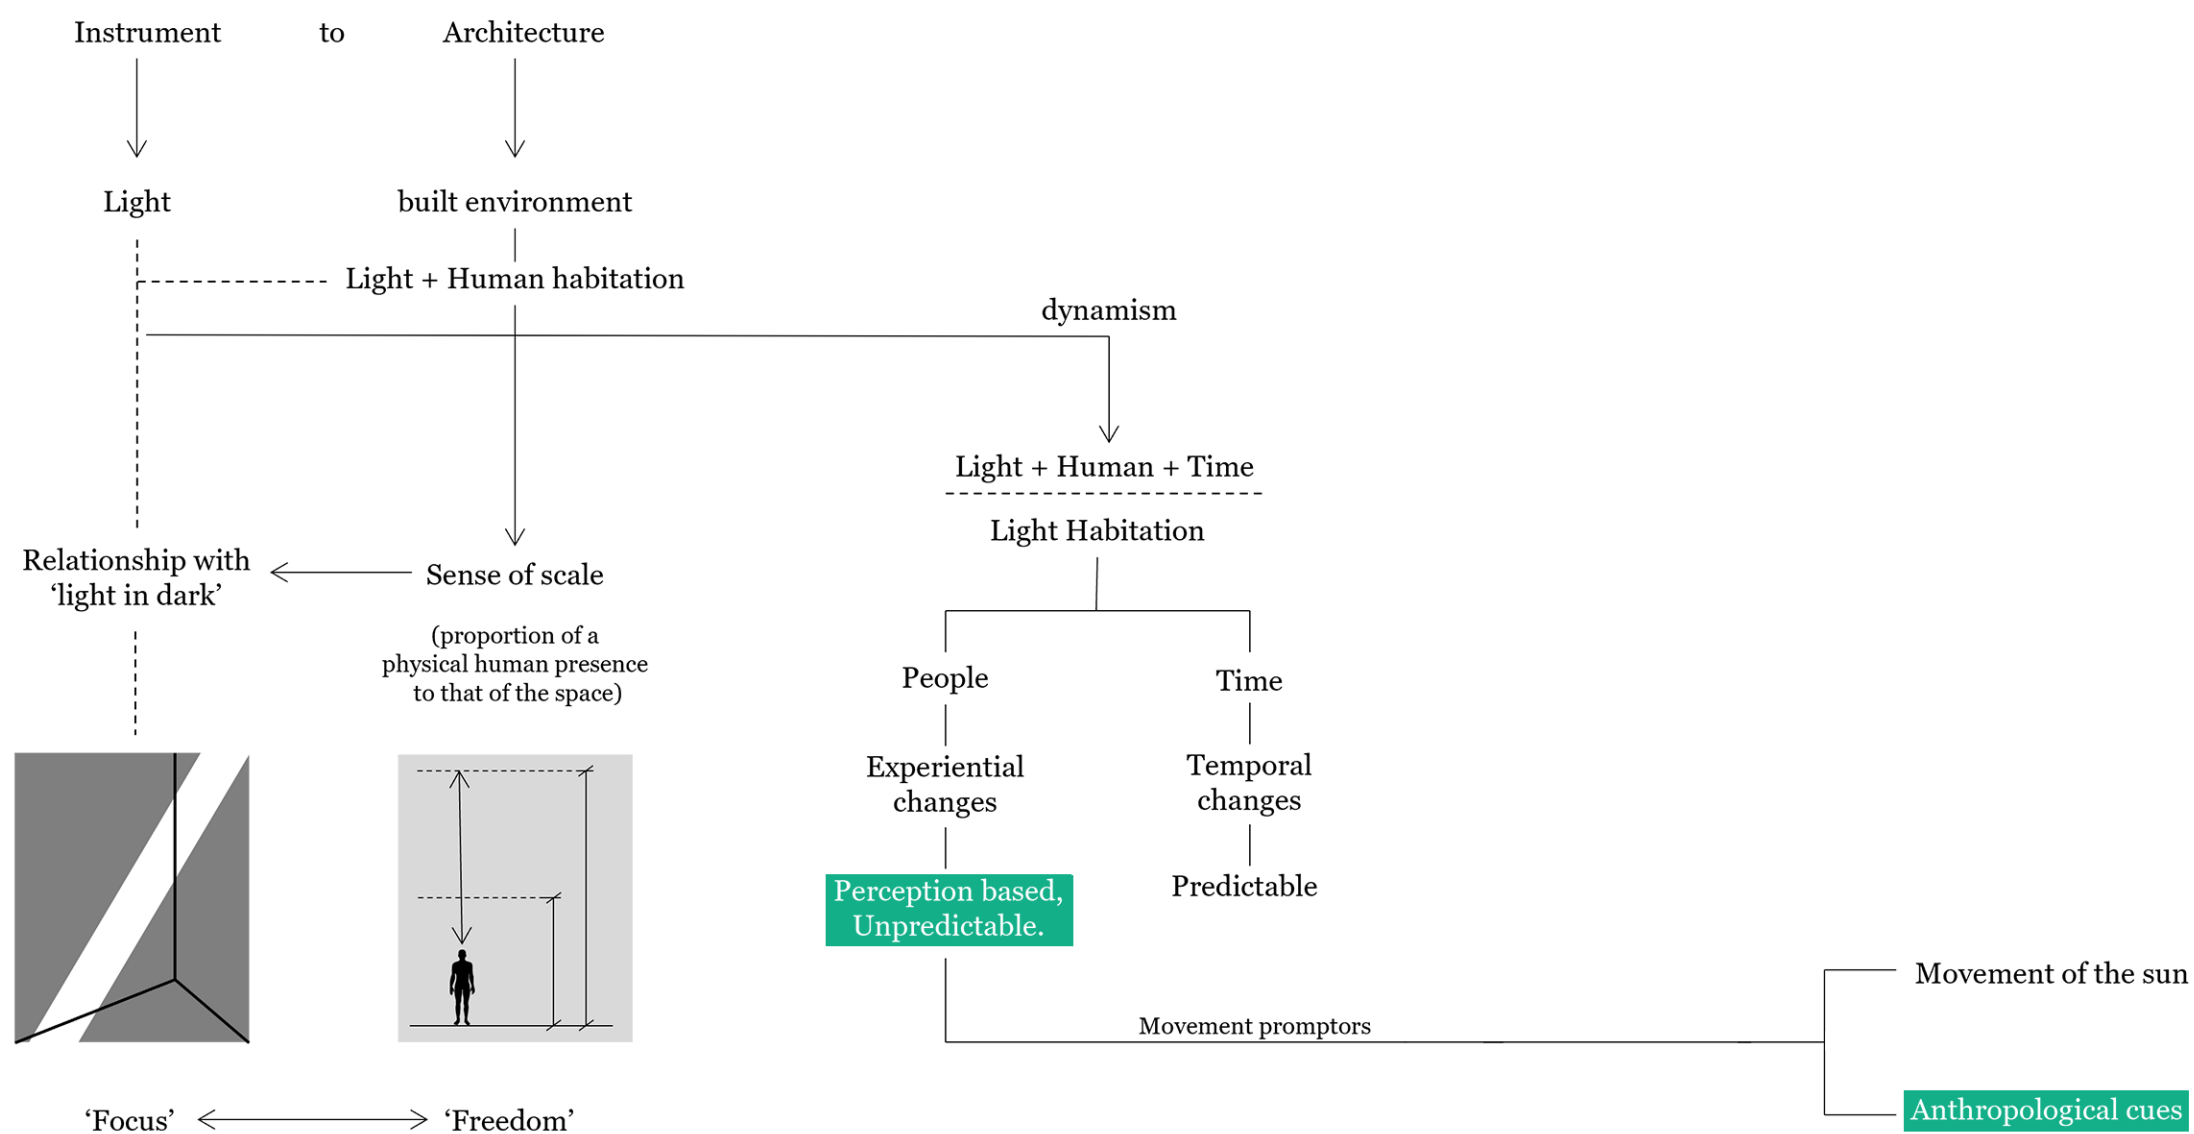 Instrument to Architecture
Light
built environment
Light + Human habitation
dynamism
Light + Human + Time
Light Habitation
Relationship with
‘light in dark’
Sense of scale
(proportion of a
physical human presence
to that of the space)
People
Time
Experiential
changes
Temporal
changes
Perception based,
Unpredictable.
Predictable
Movement promptors
Movement of the sun
Anthropological cues
‘Focus’
‘Freedom’